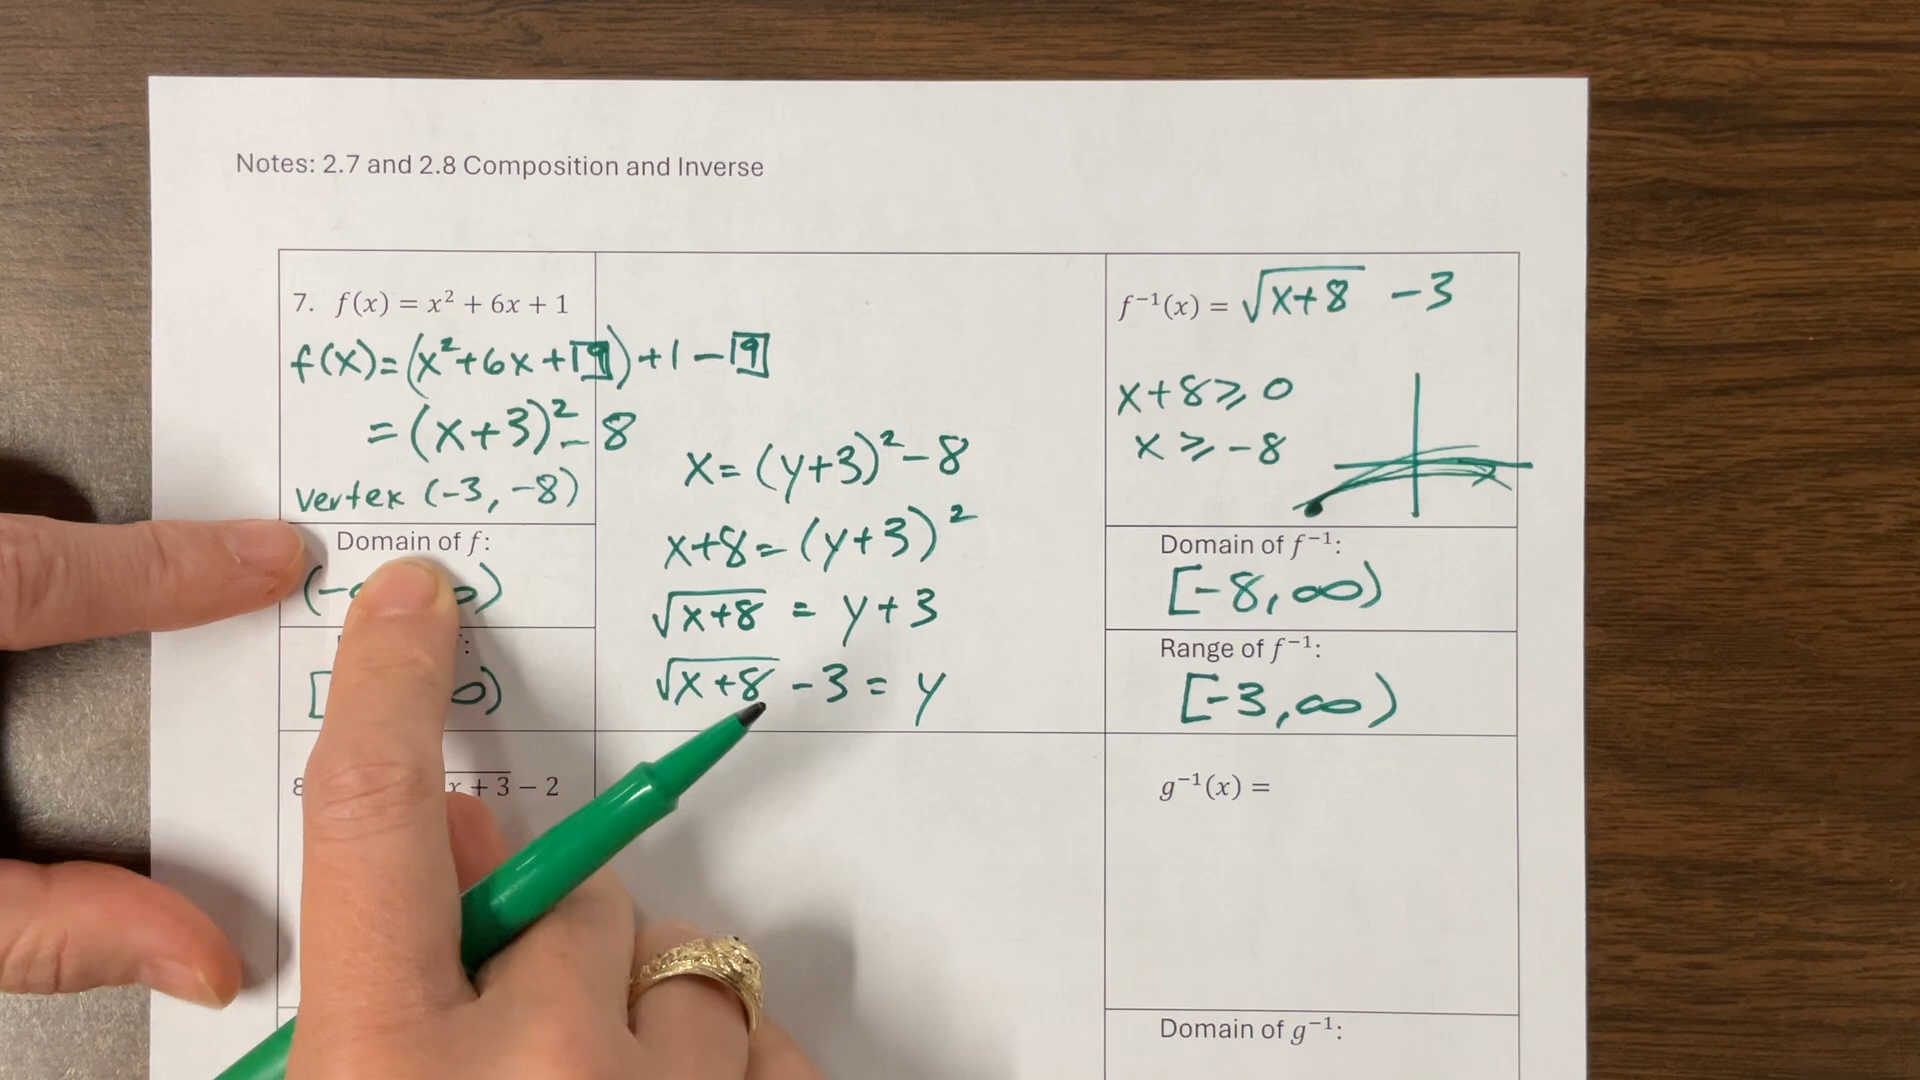 Notes: 2.7 and 2.8 Composition and Inverse
7. f(x) = x² + 6x + 1
f(x)=(x²+6x+9)+1-9
=(x+3)²-8
vertex (-3, -8)
Domain of f:
x=(y+3)²-8
x+8=(y+3)²
√(x+8) = y+3
√(x+8) -3 = y
x + 3 − 2
f⁻¹(x) = √(x+8) -3
x+8≥0
x≥-8
Domain of f⁻¹:
[-8,∞)
Range of f⁻¹:
[-3,∞)
g⁻¹(x) =
Domain of g⁻¹: